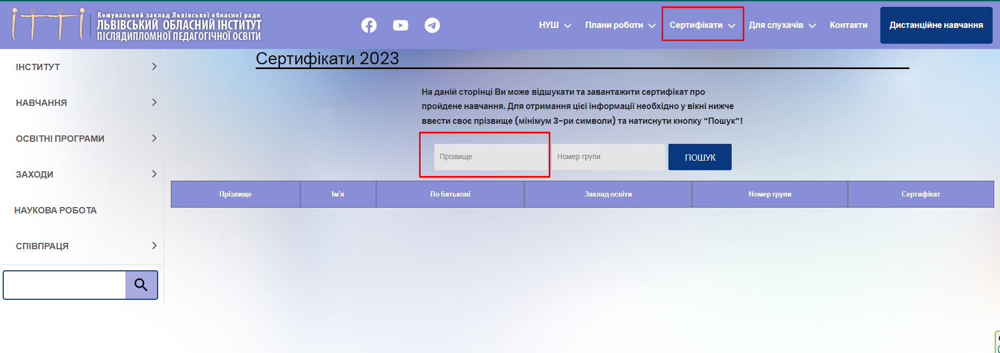 Комунальний заклад Львівської обласної ради
ЛЬВІВСЬКИЙ ОБЛАСНИЙ ІНСТИТУТ
ПІСЛЯДИПЛОМНОЇ ПЕДАГОГІЧНОЇ ОСВІТИ
НУШ Плани роботи Сертифікати Для слухачів Контакти Дистанційне навчання
ІНСТИТУТ
НАВЧАННЯ
ОСВІТНІ ПРОГРАМИ
ЗАХОДИ
НАУКОВА РОБОТА
СПІВПРАЦЯ
Сертифікати 2023
На даній сторінці Ви може відшукати та завантажити сертифікат про
пройдене навчання. Для отримання цієї інформації необхідно у вікні нижче
ввести своє прізвище (мінімум 3-ри символи) та натиснути кнопку “Пошук”!
Прізвище Номер групи ПОШУК
Прізвище Ім'я По батькові Заклад освіти Номер групи Сертифікат